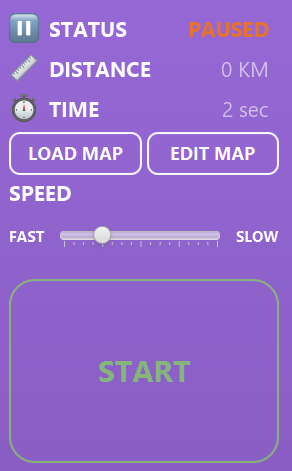 STATUS PAUSED
DISTANCE 0 KM
TIME 2 sec
LOAD MAP EDIT MAP
SPEED
FAST SLOW
START